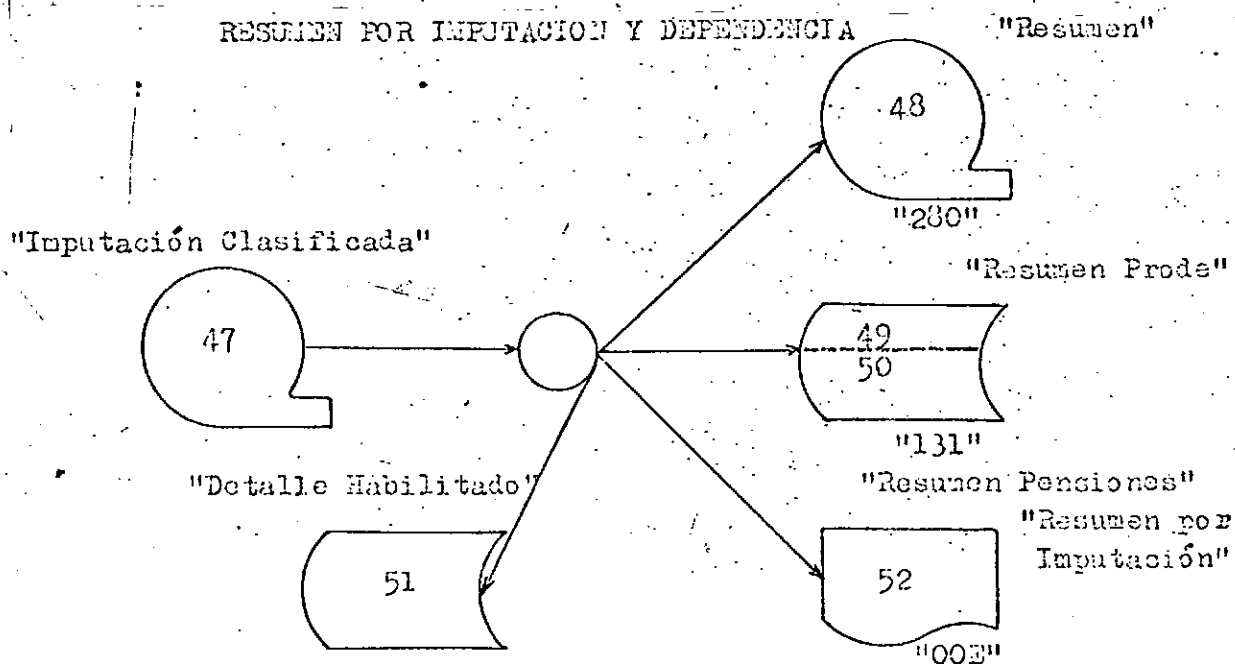 RESUMEN POR IMPUTACION Y DEPENDENCIA
"Resumen"
48
"280"
"Imputación Clasificada"
47
"Resumen Prode"
49
50
"131"
"Detalle Habilitado"
51
"Resumen Pensiones"
"Resumen por
Imputación"
52
"00E"